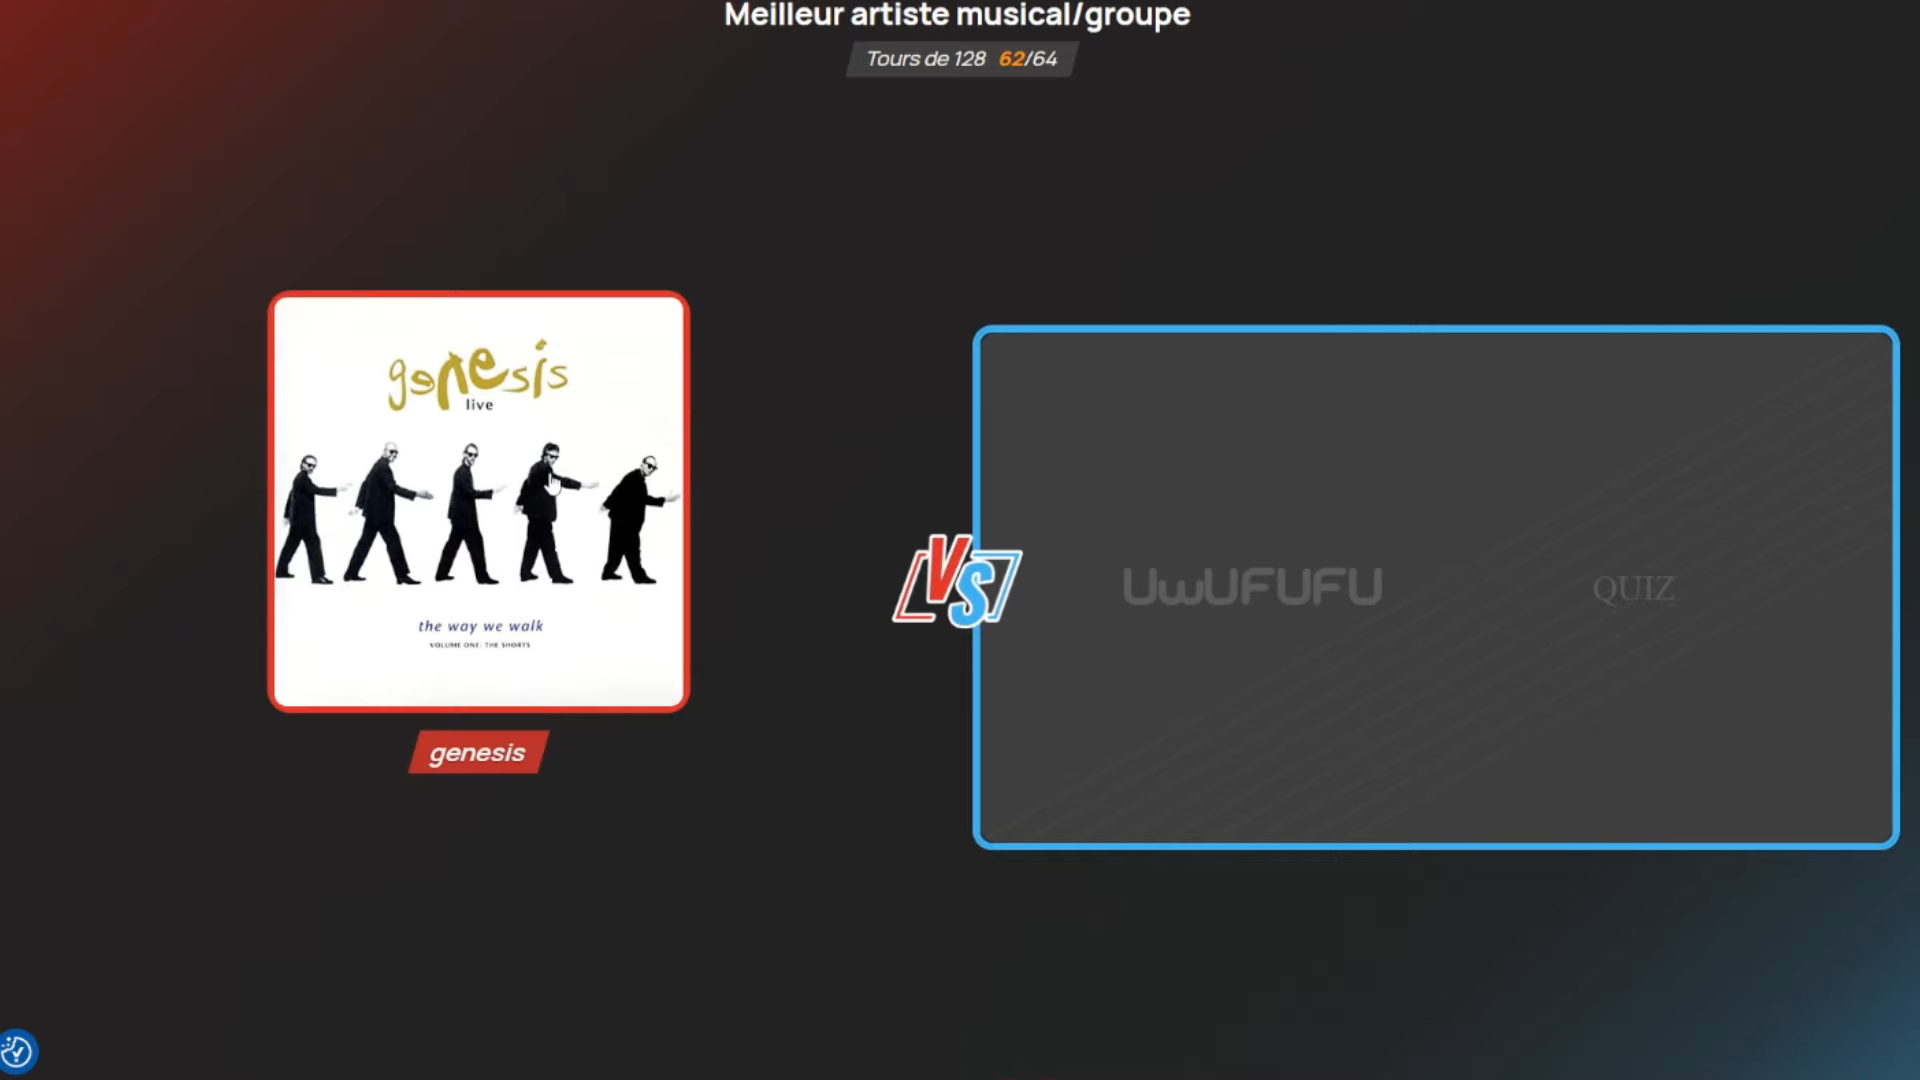 Meilleur artiste musical/groupe
Tours de 128 62/64
genesis
live
the way we walk
VOLUME ONE: THE SHORTS
genesis
VS
UwUFUFU
QUIZ